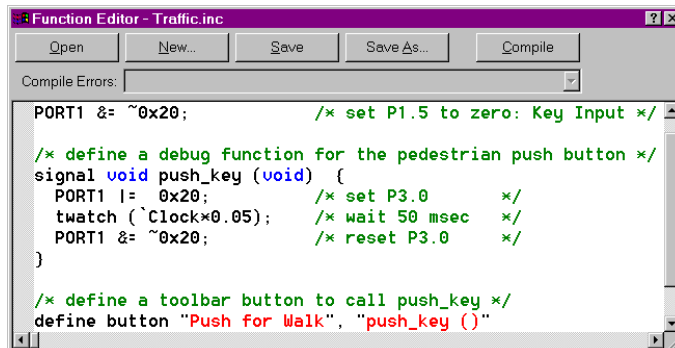 Function Editor - Traffic.inc
Open New... Save Save As... Compile
Compile Errors:
PORT1 &= ~0x20; /* set P1.5 to zero: Key Input */
/* define a debug function for the pedestrian push button */
signal void push_key (void) {
PORT1 |= 0x20; /* set P3.0 */
twatch (`Clock*0.05); /* wait 50 msec */
PORT1 &= ~0x20; /* reset P3.0 */
}
/* define a toolbar button to call push_key */
define button "Push for Walk", "push_key ()"